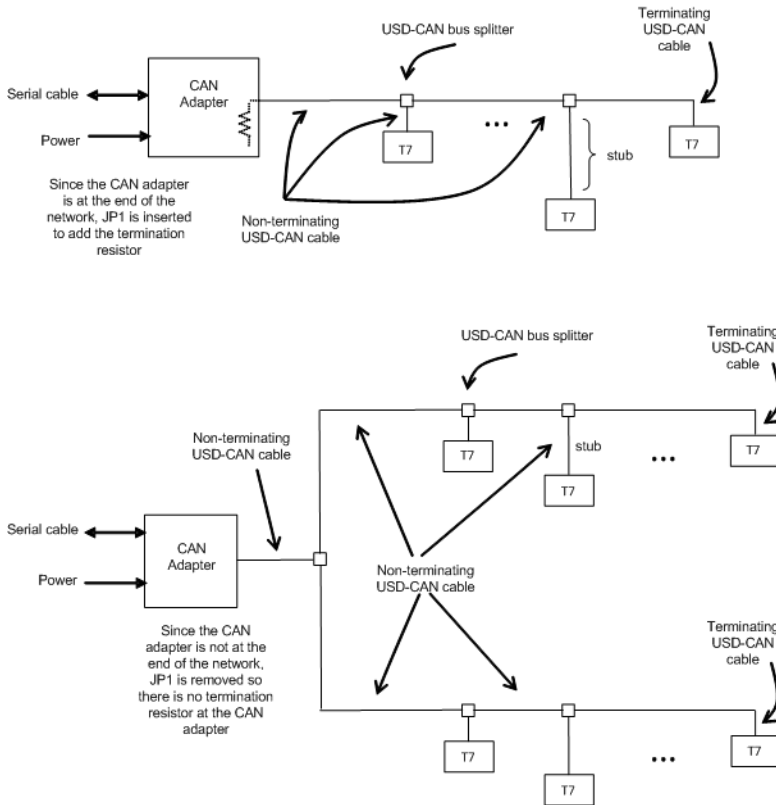 USD-CAN bus splitter
Terminating
USD-CAN
cable
CAN
Adapter
Serial cable
Power
T7
...
T7
stub
T7
Since the CAN adapter
is at the end of the
network, JP1 is inserted
to add the termination
resistor
Non-terminating
USD-CAN cable
USD-CAN bus splitter
Terminating
USD-CAN
cable
Non-terminating
USD-CAN cable
T7
stub
T7
...
T7
Serial cable
Power
CAN
Adapter
Non-terminating
USD-CAN cable
Since the CAN
adapter is not at the
end of the network,
JP1 is removed so
there is no termination
resistor at the CAN
adapter
Terminating
USD-CAN
cable
T7
T7
...
T7